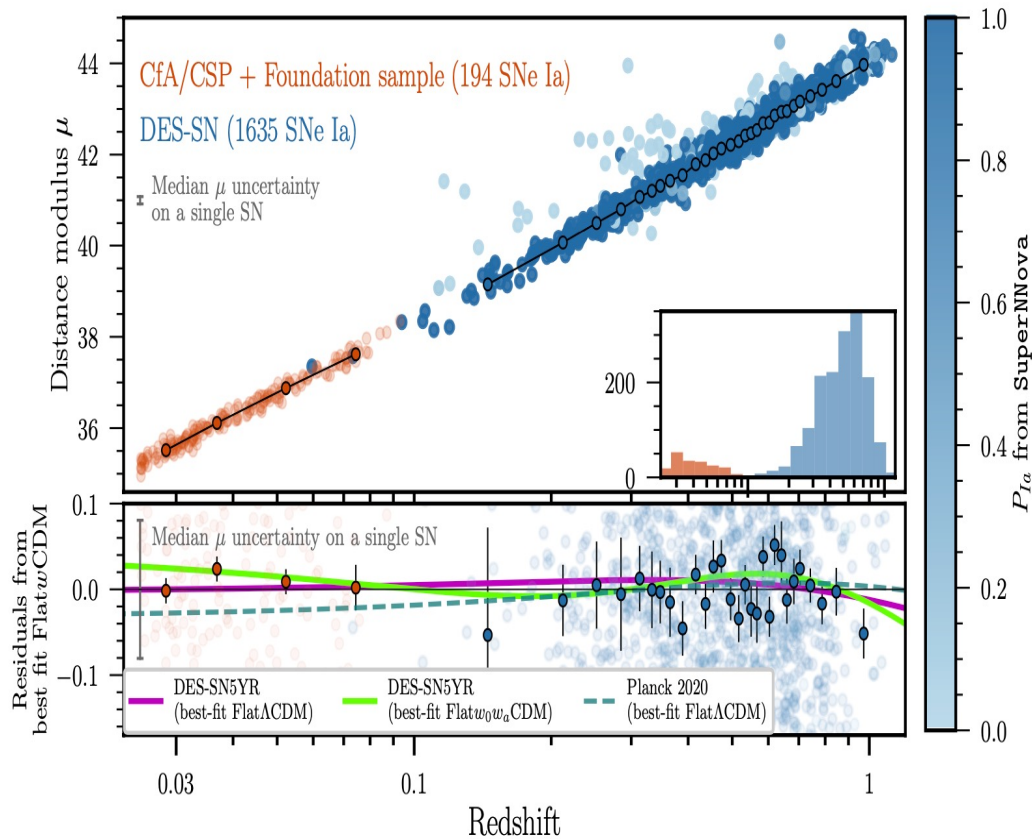 CfA/CSP + Foundation sample (194 SNe Ia)
DES-SN (1635 SNe Ia)
Median μ uncertainty
on a single SN
Distance modulus μ
44
42
40
38
36
200
0
1.0
0.8
0.6
0.4
0.2
0.0
P_{Ia} from SuperNNova
Residuals from
best fit FlatwCDM
0.1
0.0
−0.1
Median μ uncertainty on a single SN
DES-SN5YR
(best-fit FlatΛCDM)
DES-SN5YR
(best-fit Flatw₀wₐCDM)
Planck 2020
(best-fit FlatΛCDM)
0.03
0.1
1
Redshift